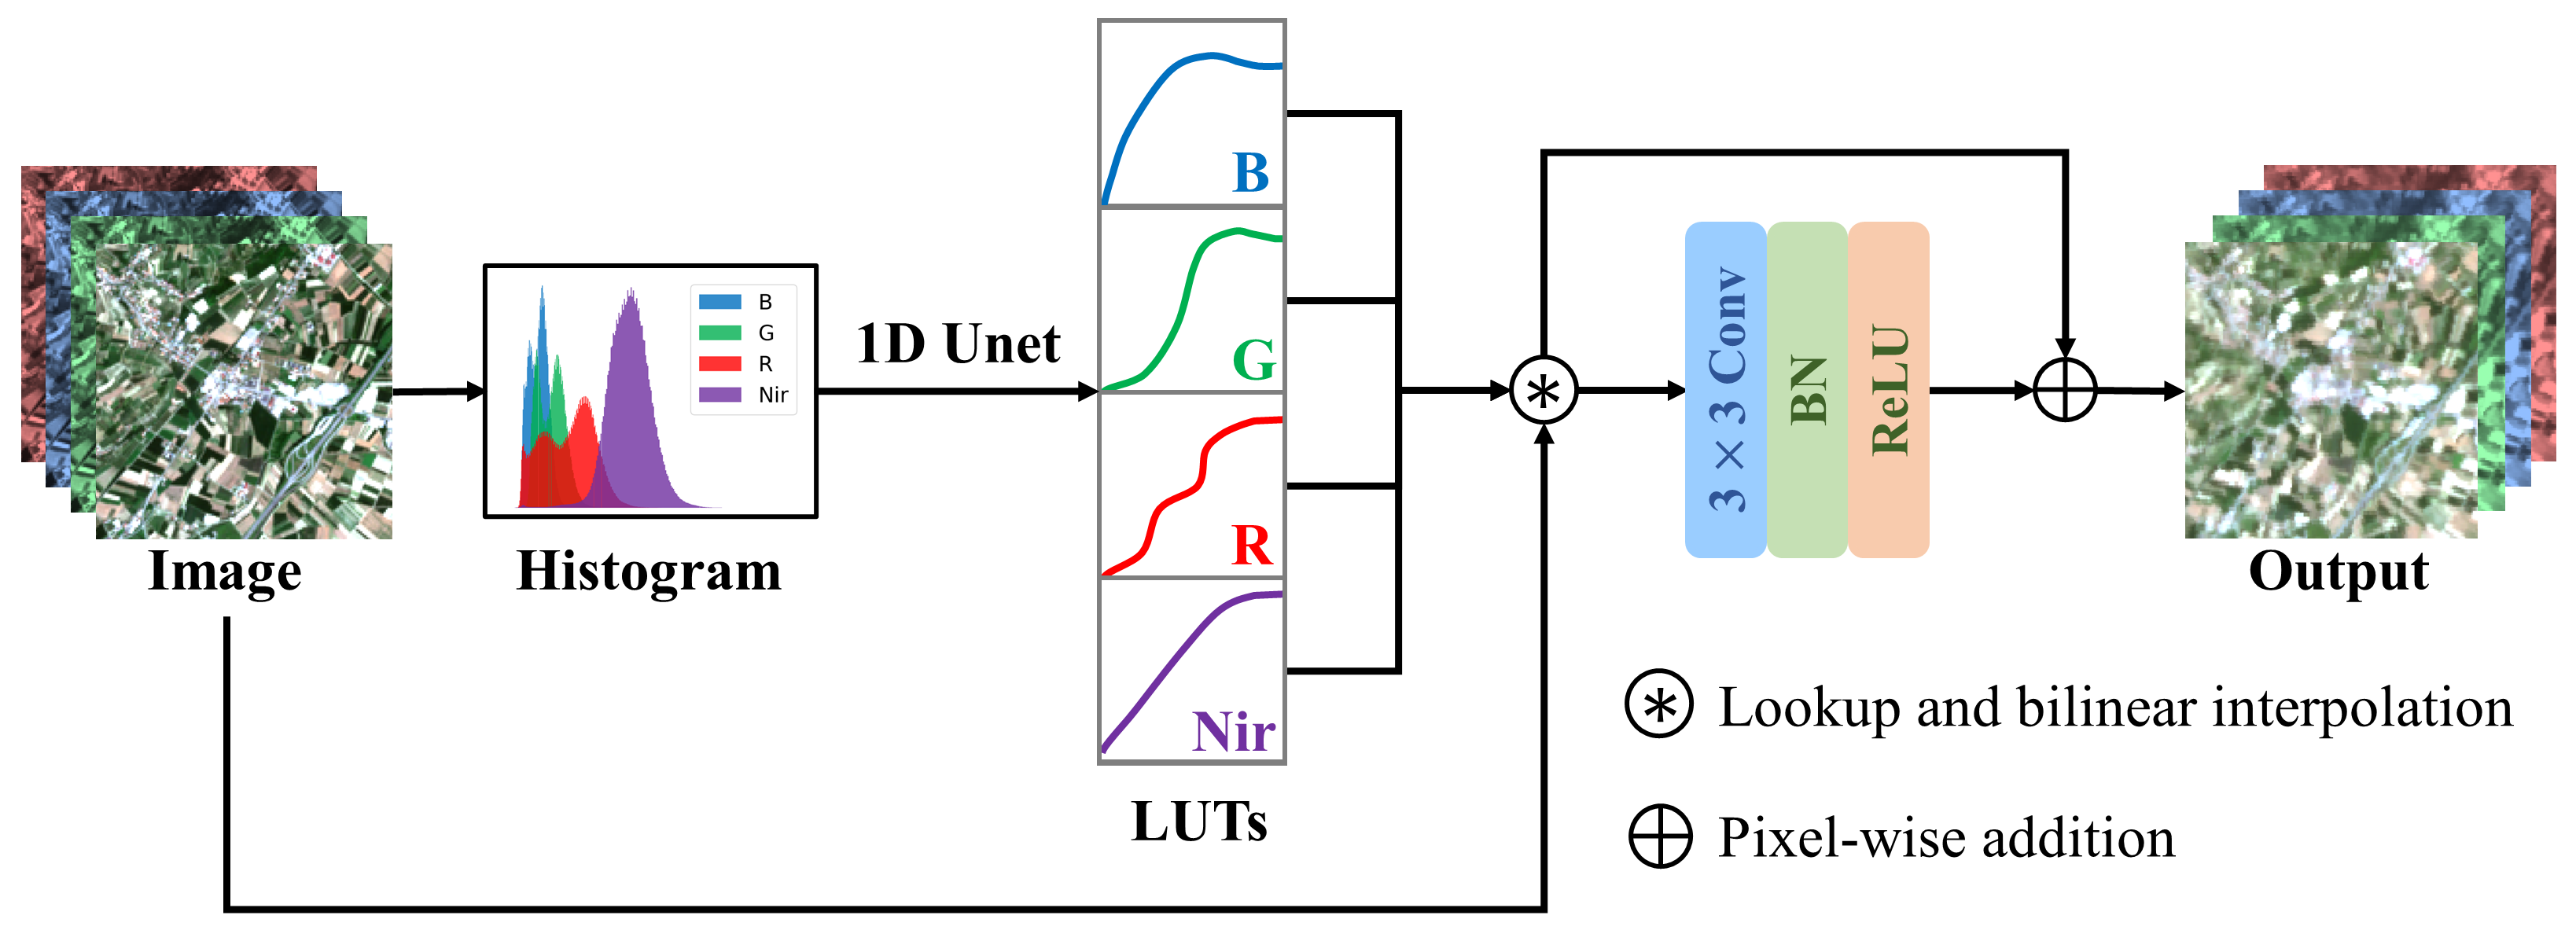 Image
B
G
R
Nir
Histogram
1D Unet
B
G
R
Nir
LUTs
*
3×3 Conv
BN
ReLU
Output
* Lookup and bilinear interpolation
⊕ Pixel-wise addition